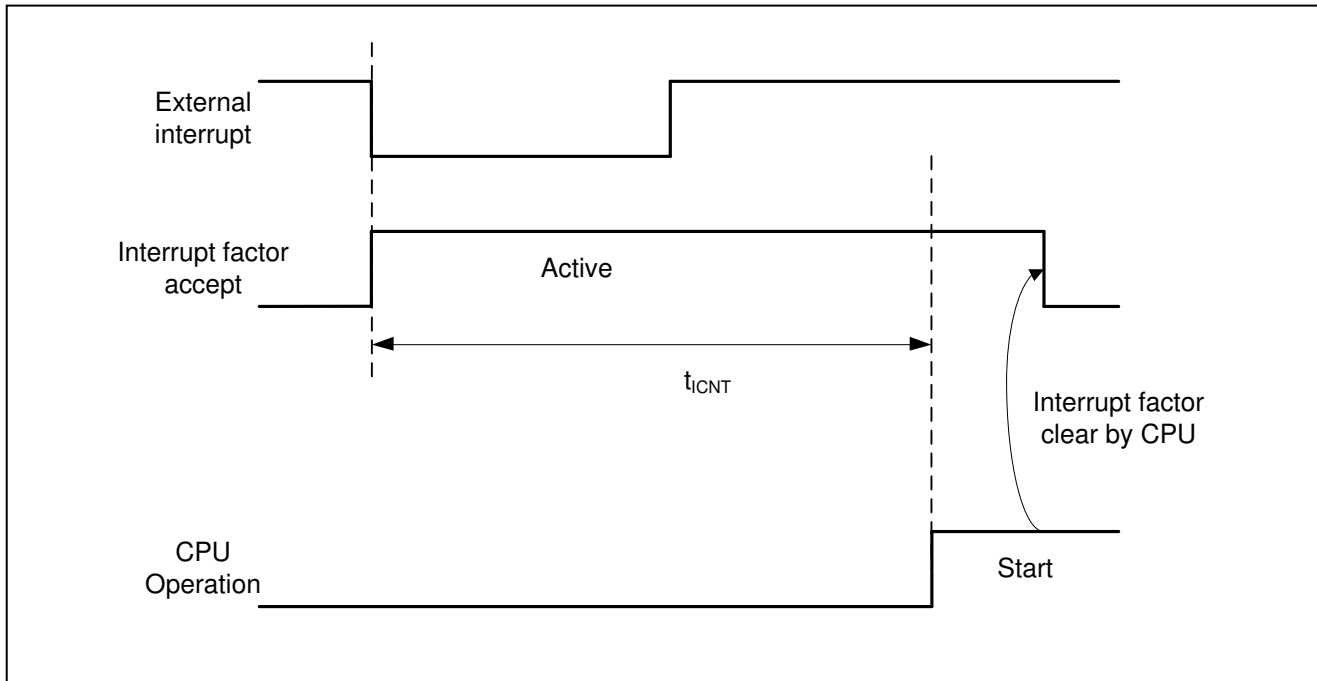 External
interrupt
Interrupt factor
accept
Active
tICNT
Interrupt factor
clear by CPU
CPU
Operation
Start